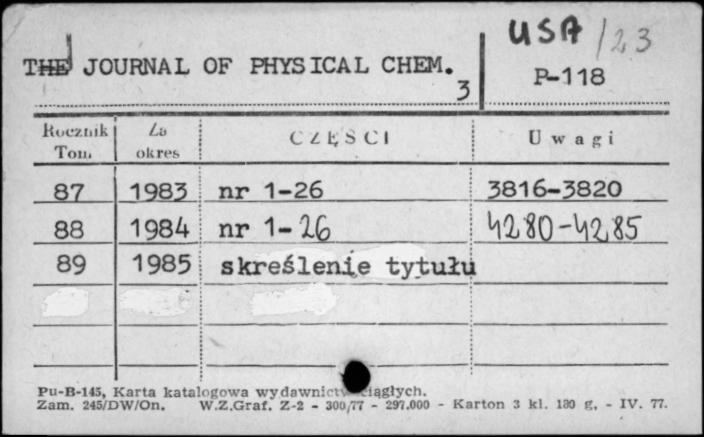 USA /23
THE JOURNAL OF PHYSICAL CHEM.
3
P-118
Rocznik Tom
Za okres
CZĘŚCI
Uwagi
87 1983 nr 1-26 3816-3820
88 1984 nr 1-26 4280-4285
89 1985 skreślenie tytułu
Pu-B-145, Karta katalogowa wydawnictw ciągłych.
Zam. 245/DW/On. W.Z.Graf. Z-2 - 300/77 - 297.000 - Karton 3 kl. 180 g. - IV. 77.